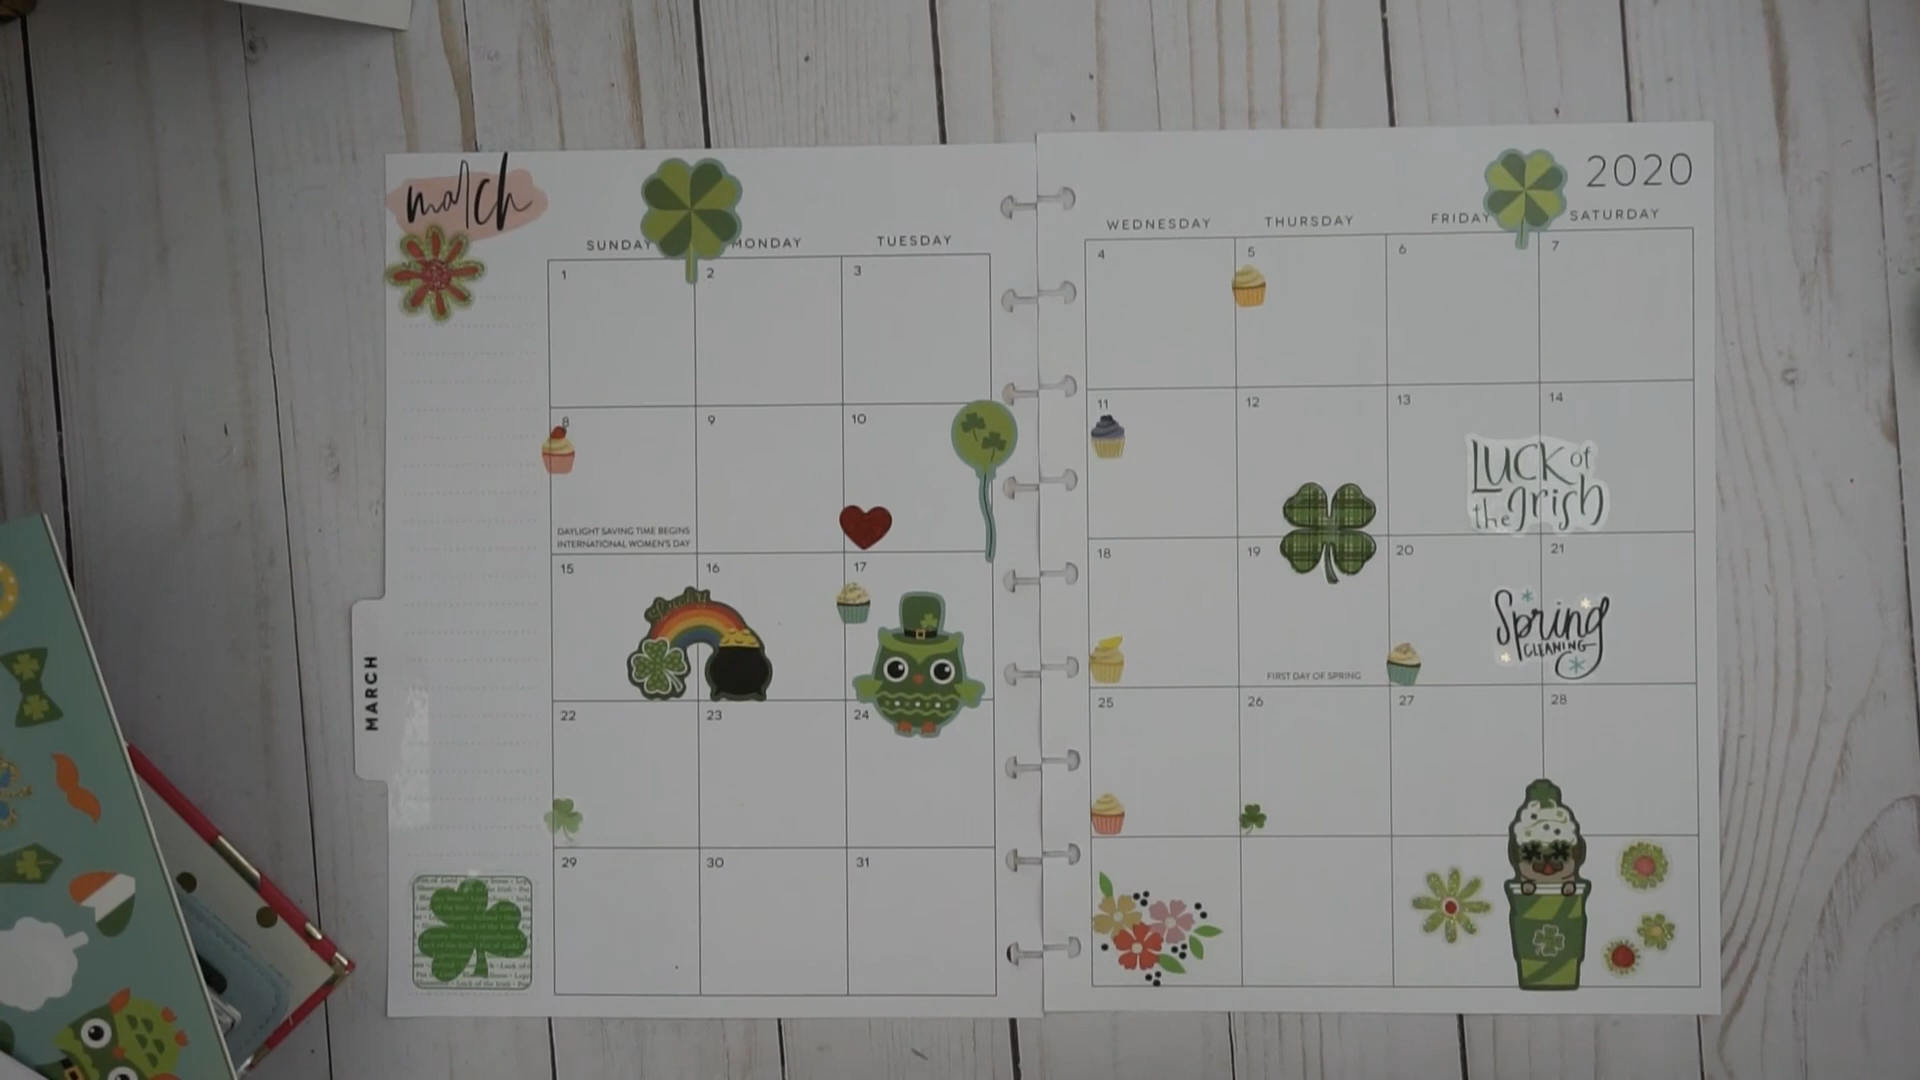 march
2020
SUNDAY MONDAY TUESDAY
WEDNESDAY THURSDAY FRIDAY SATURDAY
1 2 3
4 5 6 7
8 9 10
11 12 13 14
Luck of
the Irish
DAYLIGHT SAVING TIME BEGINS
INTERNATIONAL WOMEN'S DAY
15 16 17
18 19 20 21
Lucky
Spring
CLEANING
FIRST DAY OF SPRING
MARCH
22 23 24
25 26 27 28
29 30 31